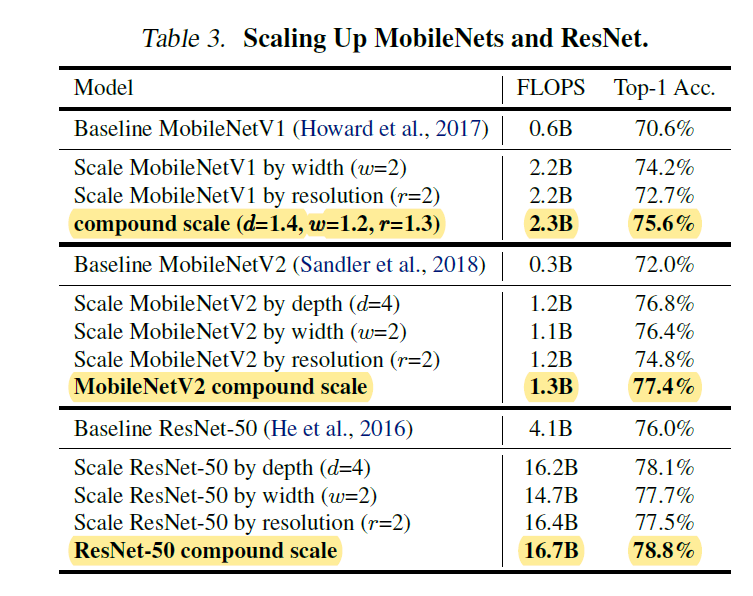 Table 3. Scaling Up MobileNets and ResNet.
Model FLOPS Top-1 Acc.
Baseline MobileNetV1 (Howard et al., 2017) 0.6B 70.6%
Scale MobileNetV1 by width (w=2) 2.2B 74.2%
Scale MobileNetV1 by resolution (r=2) 2.2B 72.7%
compound scale (d=1.4, w=1.2, r=1.3) 2.3B 75.6%
Baseline MobileNetV2 (Sandler et al., 2018) 0.3B 72.0%
Scale MobileNetV2 by depth (d=4) 1.2B 76.8%
Scale MobileNetV2 by width (w=2) 1.1B 76.4%
Scale MobileNetV2 by resolution (r=2) 1.2B 74.8%
MobileNetV2 compound scale 1.3B 77.4%
Baseline ResNet-50 (He et al., 2016) 4.1B 76.0%
Scale ResNet-50 by depth (d=4) 16.2B 78.1%
Scale ResNet-50 by width (w=2) 14.7B 77.7%
Scale ResNet-50 by resolution (r=2) 16.4B 77.5%
ResNet-50 compound scale 16.7B 78.8%